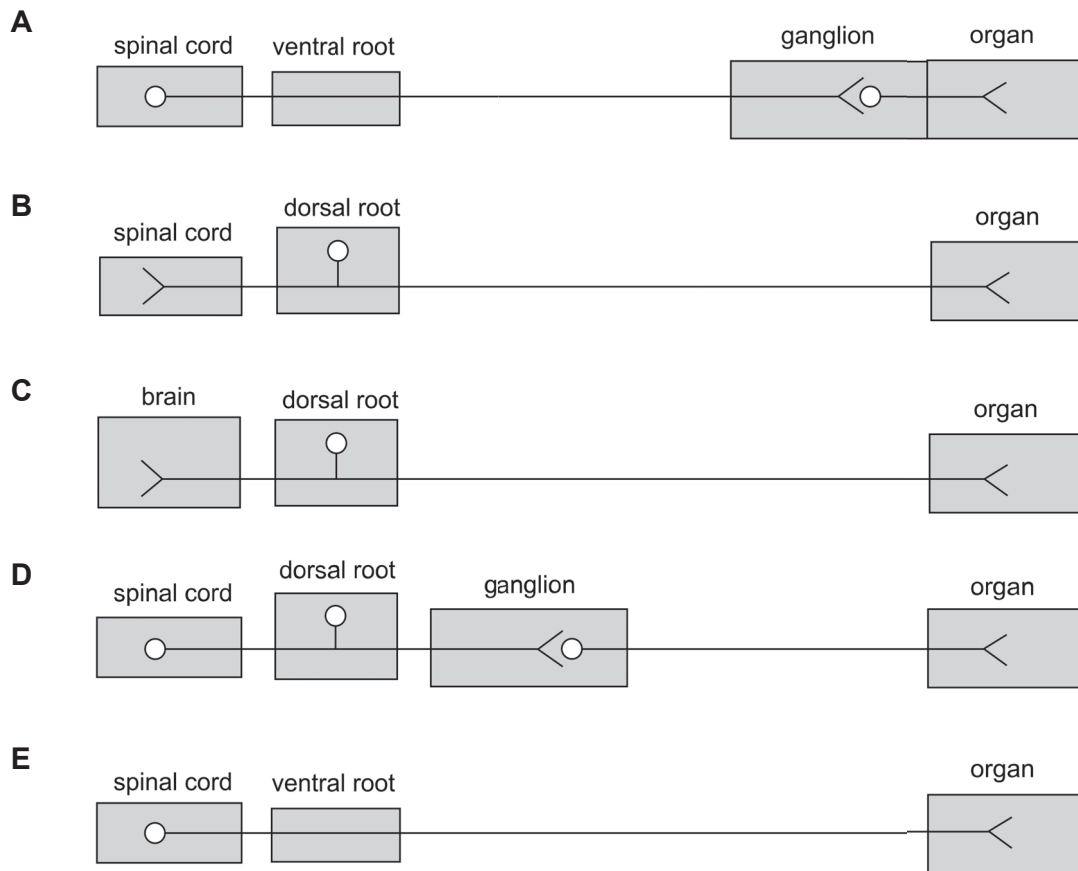 A
spinal cord ventral root ganglion organ
B
spinal cord dorsal root organ
C
brain dorsal root organ
D
spinal cord dorsal root ganglion organ
E
spinal cord ventral root organ